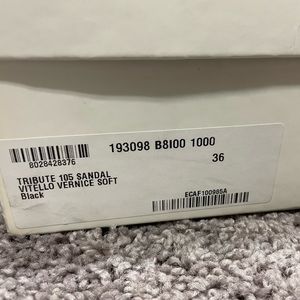 193098 B8I00 1000
8028428376
36
TRIBUTE 105 SANDAL
VITELLO VERNICE SOFT
Black
ECAF100985A